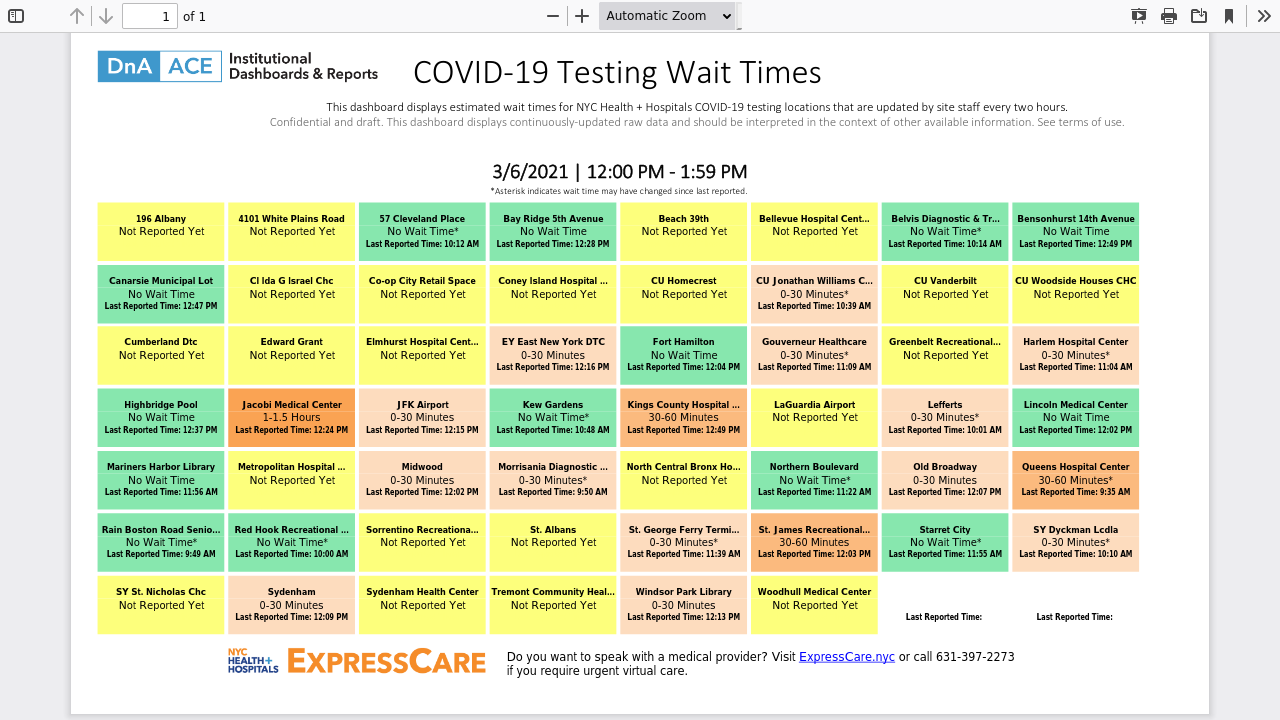 1 of 1 Automatic Zoom
DnA ACE Institutional Dashboards & Reports
COVID-19 Testing Wait Times
This dashboard displays estimated wait times for NYC Health + Hospitals COVID-19 testing locations that are updated by site staff every two hours.
Confidential and draft. This dashboard displays continuously-updated raw data and should be interpreted in the context of other available information. See terms of use.
3/6/2021 | 12:00 PM - 1:59 PM
*Asterisk indicates wait time may have changed since last reported.
196 Albany
Not Reported Yet
4101 White Plains Road
Not Reported Yet
57 Cleveland Place
No Wait Time*
Last Reported Time: 10:12 AM
Bay Ridge 5th Avenue
No Wait Time
Last Reported Time: 12:28 PM
Beach 39th
Not Reported Yet
Bellevue Hospital Cent...
Not Reported Yet
Belvis Diagnostic & Tr...
No Wait Time*
Last Reported Time: 10:14 AM
Bensonhurst 14th Avenue
No Wait Time
Last Reported Time: 12:49 PM
Canarsie Municipal Lot
No Wait Time
Last Reported Time: 12:47 PM
CI Ida G Israel Chc
Not Reported Yet
Co-op City Retail Space
Not Reported Yet
Coney Island Hospital ...
Not Reported Yet
CU Homecrest
Not Reported Yet
CU Jonathan Williams C...
0-30 Minutes*
Last Reported Time: 10:39 AM
CU Vanderbilt
Not Reported Yet
CU Woodside Houses CHC
Not Reported Yet
Cumberland Dtc
Not Reported Yet
Edward Grant
Not Reported Yet
Elmhurst Hospital Cent...
Not Reported Yet
EY East New York DTC
0-30 Minutes
Last Reported Time: 12:16 PM
Fort Hamilton
No Wait Time
Last Reported Time: 12:04 PM
Gouverneur Healthcare
0-30 Minutes*
Last Reported Time: 11:09 AM
Greenbelt Recreational...
Not Reported Yet
Harlem Hospital Center
0-30 Minutes*
Last Reported Time: 11:04 AM
Highbridge Pool
No Wait Time
Last Reported Time: 12:37 PM
Jacobi Medical Center
1-1.5 Hours
Last Reported Time: 12:24 PM
JFK Airport
0-30 Minutes
Last Reported Time: 12:15 PM
Kew Gardens
No Wait Time*
Last Reported Time: 10:48 AM
Kings County Hospital ...
30-60 Minutes
Last Reported Time: 12:49 PM
LaGuardia Airport
Not Reported Yet
Lefferts
0-30 Minutes*
Last Reported Time: 10:01 AM
Lincoln Medical Center
No Wait Time
Last Reported Time: 12:02 PM
Mariners Harbor Library
No Wait Time
Last Reported Time: 11:56 AM
Metropolitan Hospital ...
Not Reported Yet
Midwood
0-30 Minutes
Last Reported Time: 12:02 PM
Morrisania Diagnostic ...
0-30 Minutes*
Last Reported Time: 9:50 AM
North Central Bronx Ho...
Not Reported Yet
Northern Boulevard
No Wait Time*
Last Reported Time: 11:22 AM
Old Broadway
0-30 Minutes
Last Reported Time: 12:07 PM
Queens Hospital Center
30-60 Minutes*
Last Reported Time: 9:35 AM
Rain Boston Road Senio...
No Wait Time*
Last Reported Time: 9:49 AM
Red Hook Recreational ...
No Wait Time*
Last Reported Time: 10:00 AM
Sorrentino Recreationa...
Not Reported Yet
St. Albans
Not Reported Yet
St. George Ferry Termi...
0-30 Minutes*
Last Reported Time: 11:39 AM
St. James Recreational...
30-60 Minutes
Last Reported Time: 12:03 PM
Starret City
No Wait Time*
Last Reported Time: 11:55 AM
SY Dyckman Lcdla
0-30 Minutes*
Last Reported Time: 10:10 AM
SY St. Nicholas Chc
Not Reported Yet
Sydenham
0-30 Minutes
Last Reported Time: 12:09 PM
Sydenham Health Center
Not Reported Yet
Tremont Community Heal...
Not Reported Yet
Windsor Park Library
0-30 Minutes
Last Reported Time: 12:13 PM
Woodhull Medical Center
Not Reported Yet
Last Reported Time:
Last Reported Time:
NYC HEALTH+ HOSPITALS
EXPRESSCARE
Do you want to speak with a medical provider? Visit ExpressCare.nyc or call 631-397-2273
if you require urgent virtual care.